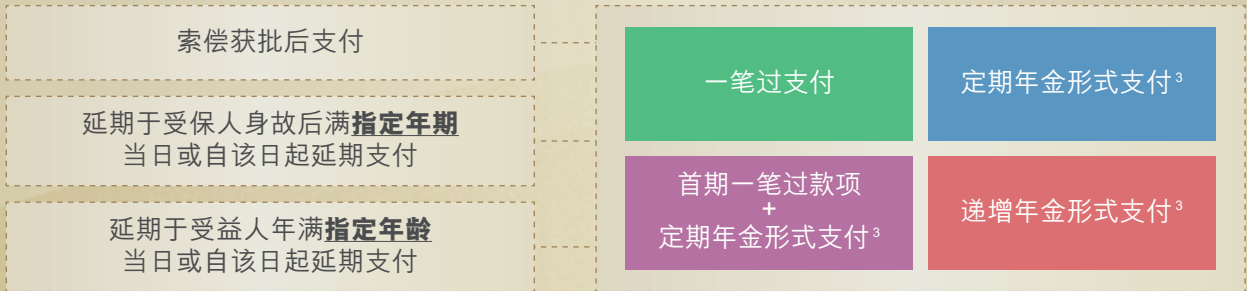 索偿获批后支付
延期于受保人身故后满指定年期
当日或自该日起延期支付
延期于受益人年满指定年龄
当日或自该日起延期支付
一笔过支付
定期年金形式支付3
首期一笔过款项
+
定期年金形式支付3
递增年金形式支付3